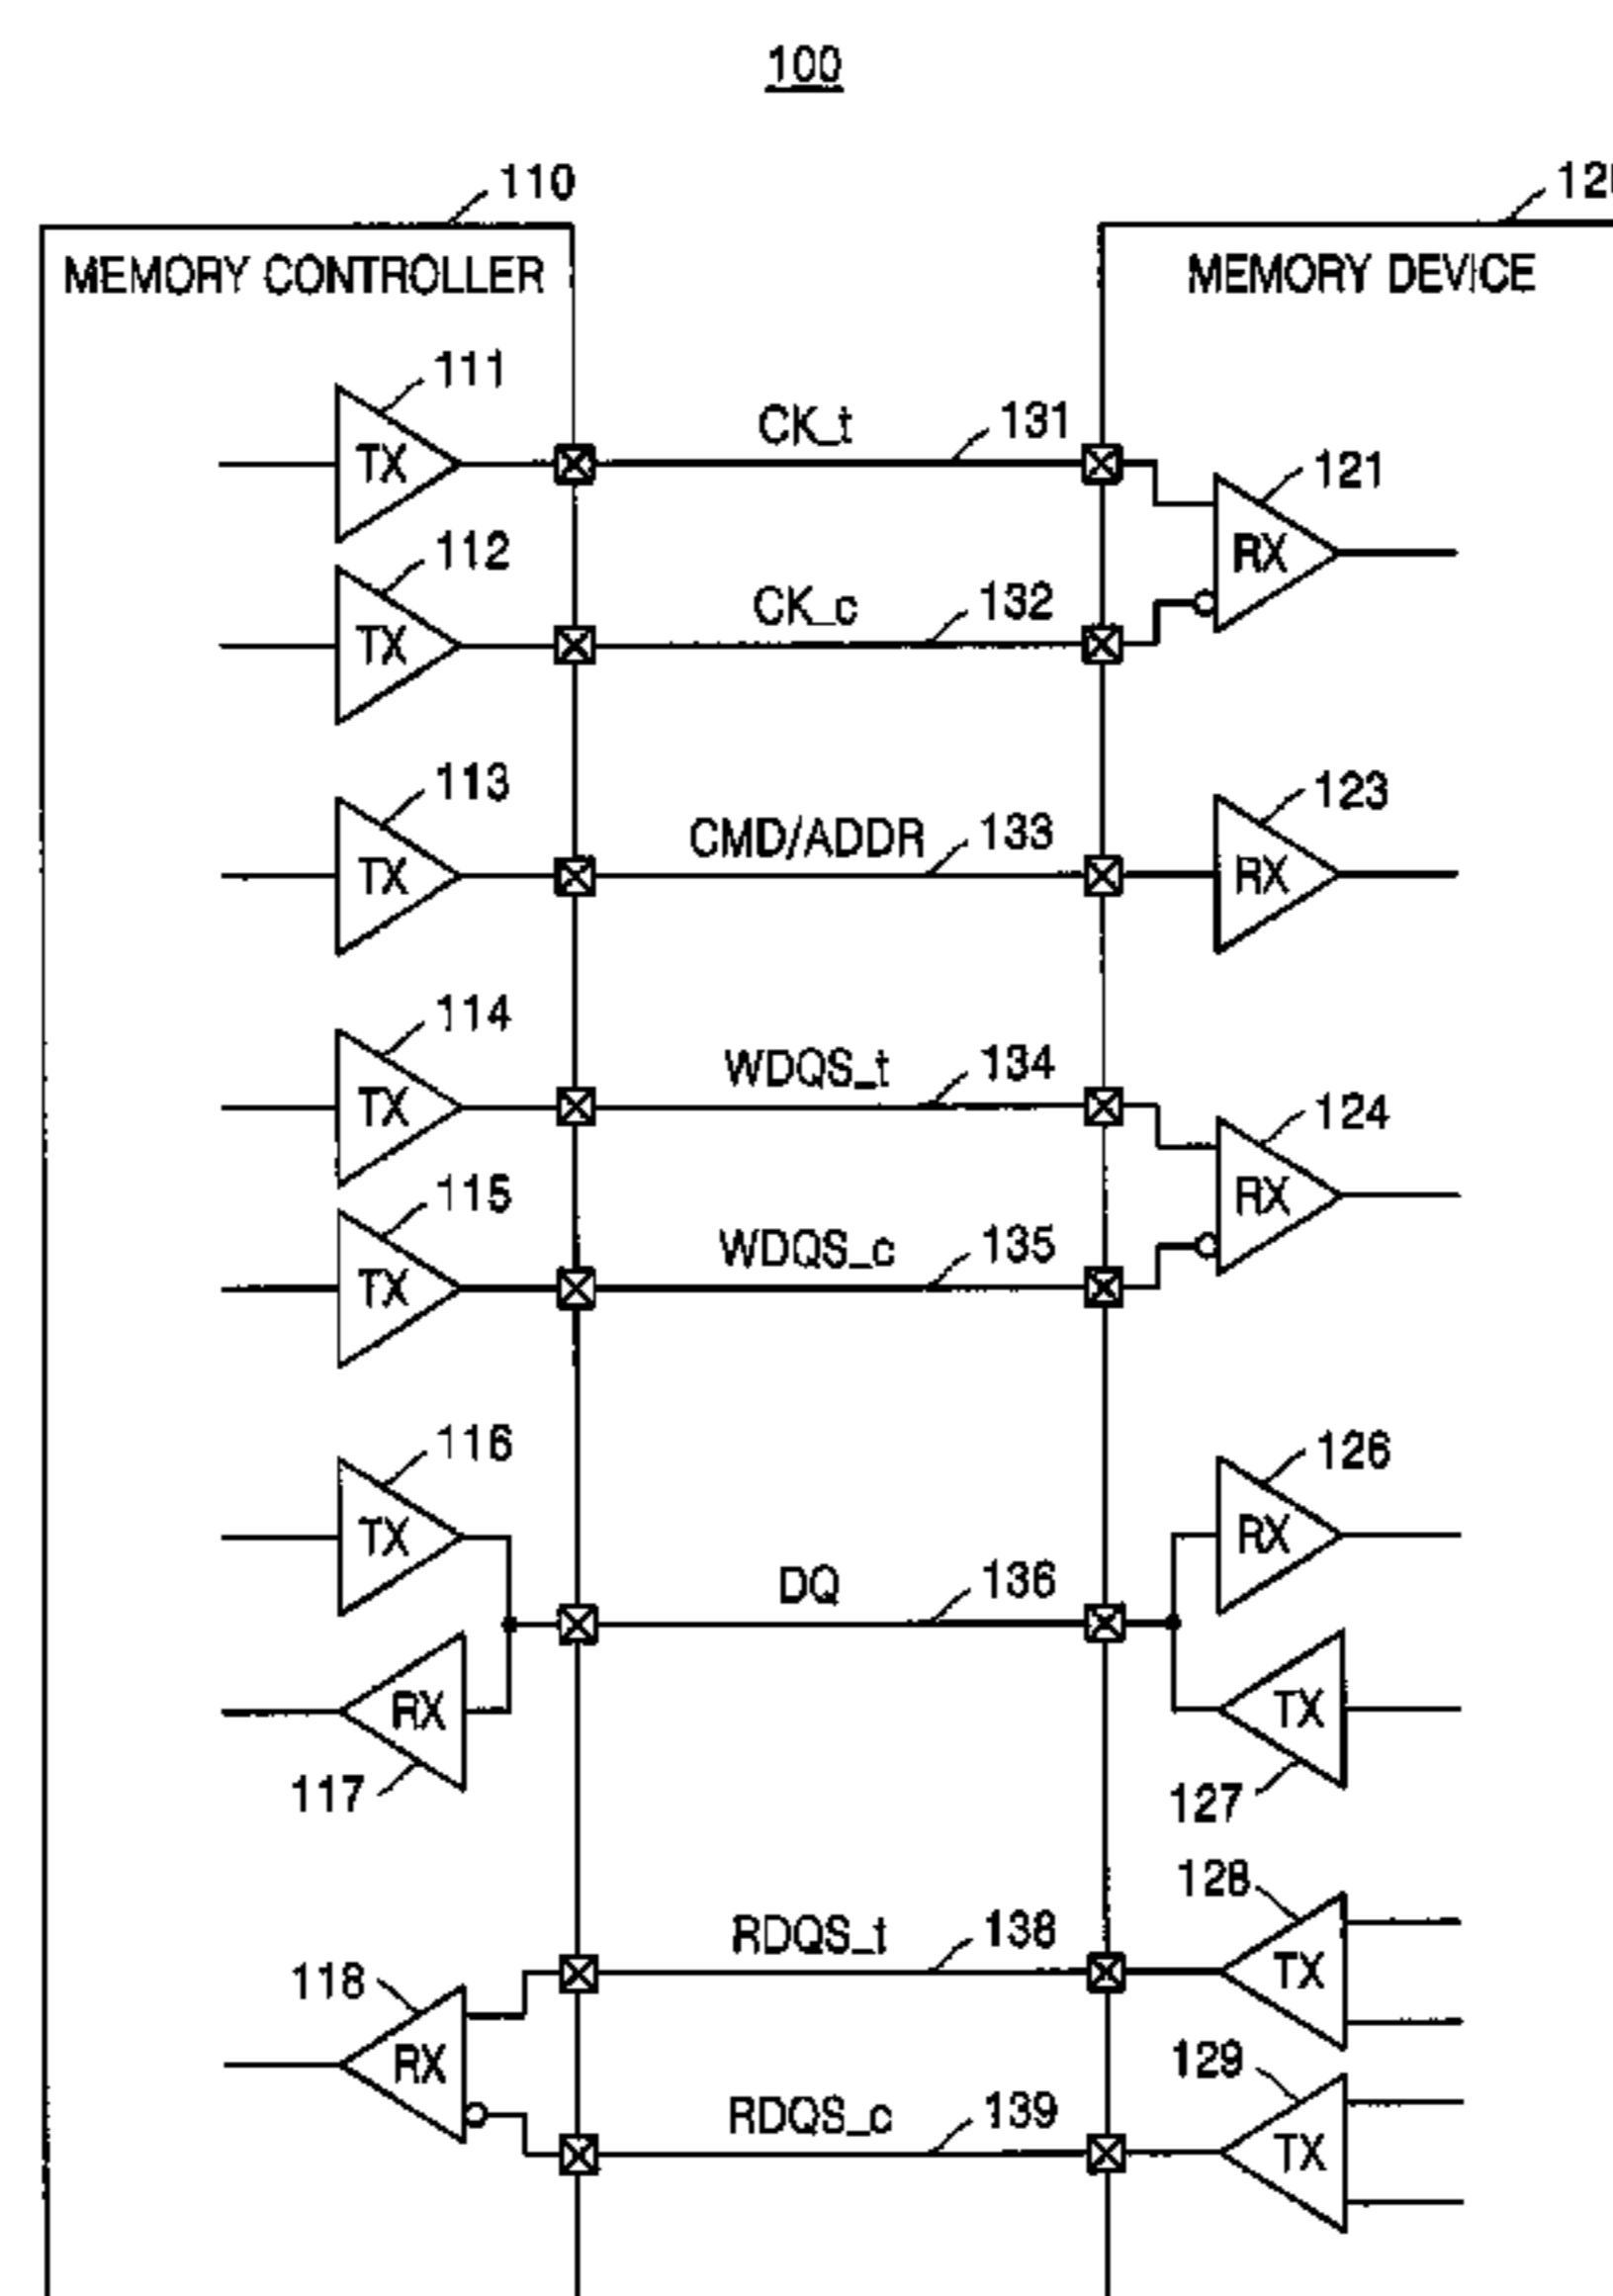 100
110
12
MEMORY CONTROLLER
MEMORY DEVICE
111
TX
CK_t
131
121
RX
112
TX
CK_c
132
113
TX
CMD/ADDR
133
123
RX
114
TX
WDQS_t
134
124
RX
115
TX
WDQS_c
135
116
TX
126
RX
DQ
136
RX
117
TX
127
128
TX
RDQS_t
138
118
RX
129
TX
RDQS_c
139